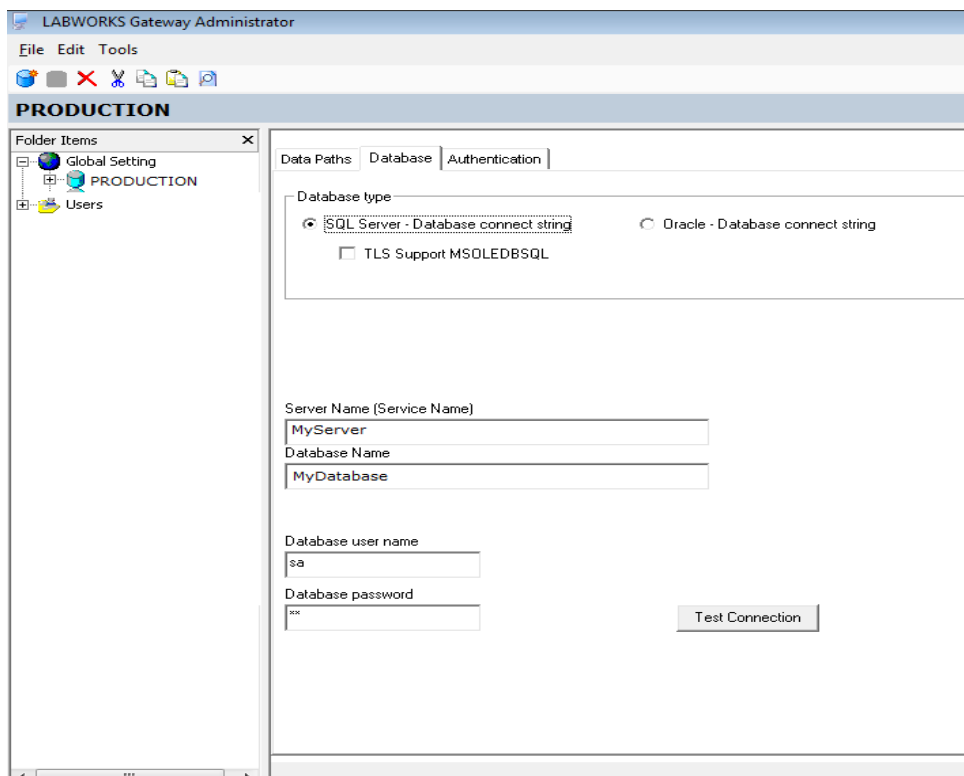 LABWORKS Gateway Administrator
File Edit Tools
PRODUCTION
Folder Items
Global Setting
PRODUCTION
Users
Data Paths Database Authentication
Database type
SQL Server - Database connect string
Oracle - Database connect string
TLS Support MSOLEDBSQL
Server Name (Service Name)
MyServer
Database Name
MyDatabase
Database user name
sa
Database password
**
Test Connection